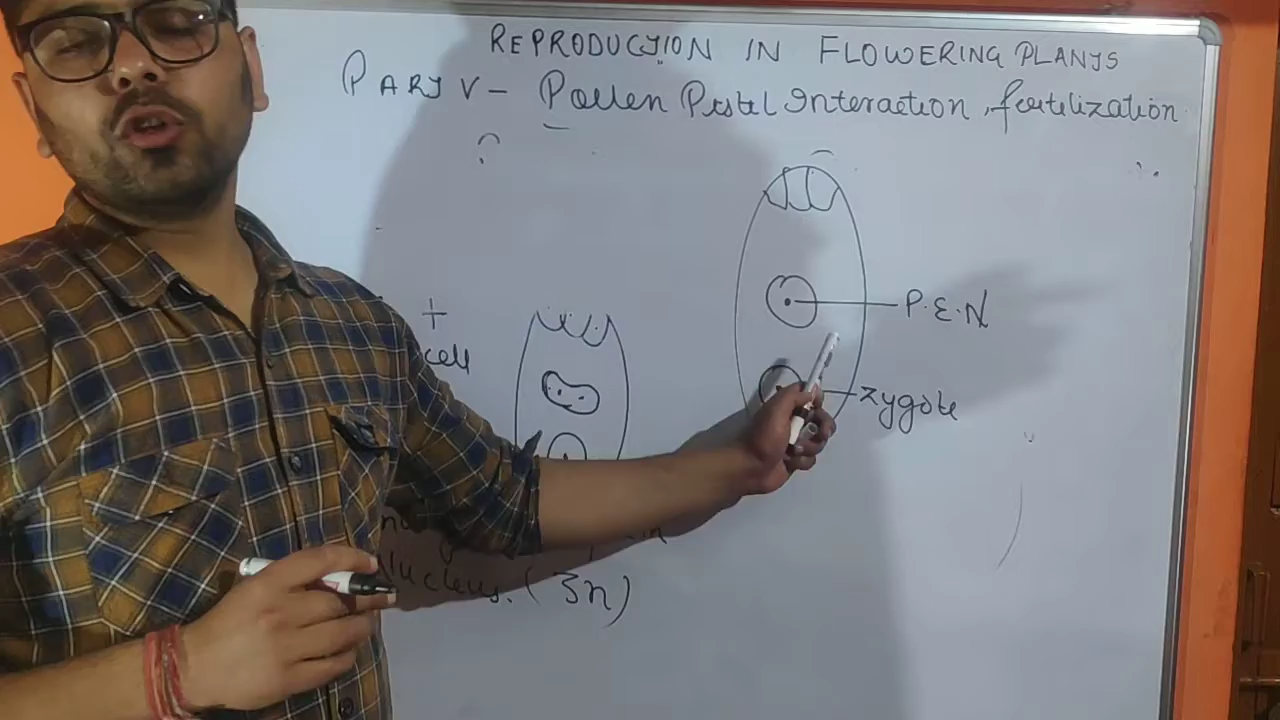 REPRODUCTION IN FLOWERING PLANTS
PART V - Pollen Pistil Interaction, fertilization
+
cell
P.E.N
Zygote
Nucleus. (3n)